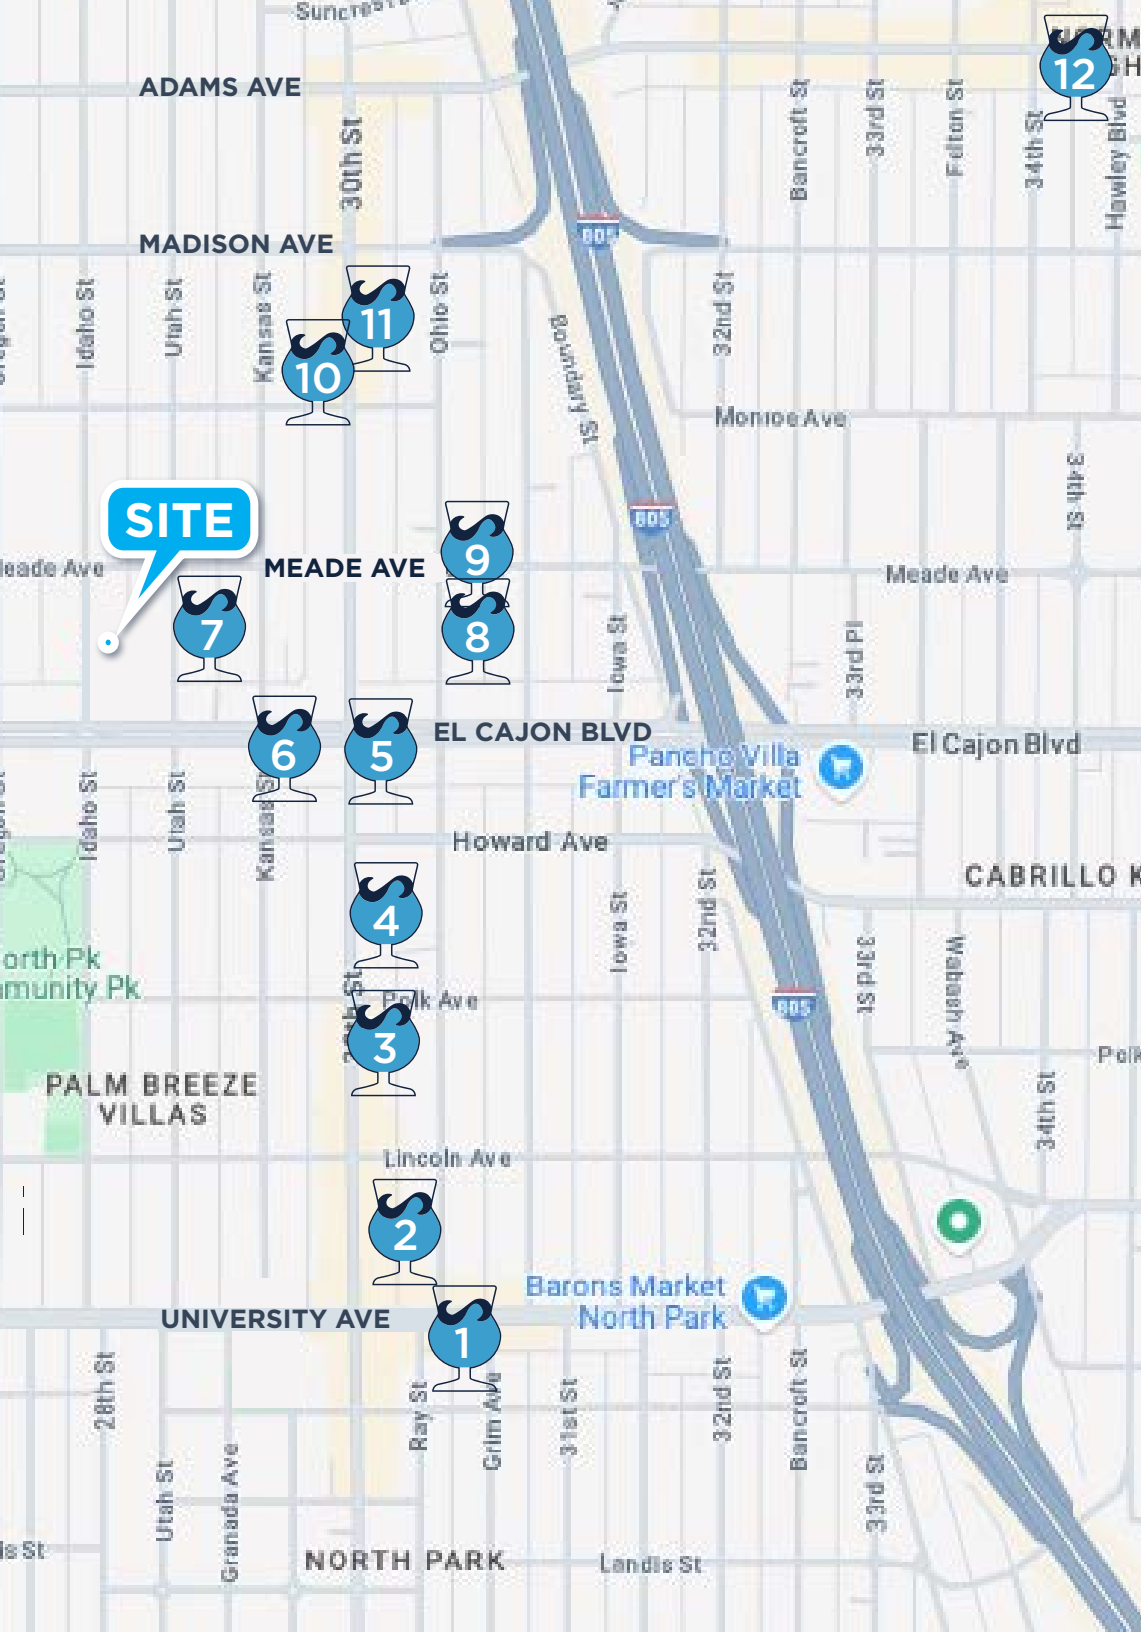 Suncrest
ADAMS AVE
30th St
Bancroft St
33rd St
Felton St
34th St
Hawley Blvd
12
MADISON AVE
805
Idaho St
Utah St
Kansas St
11
10
Ohio St
Boundary St
32nd St
Monroe Ave
34th St
SITE
805
Meade Ave
MEADE AVE
9
8
7
Iowa St
33rd Pl
EL CAJON BLVD
6
5
El Cajon Blvd
Pancho Villa
Farmer's Market
Idaho St
Utah St
Kansas St
Howard Ave
CABRILLO K
4
Iowa St
32nd St
33rd St
Wabash Ave
orth Pk
mmunity Pk
Polk Ave
3
805
Polk
34th St
PALM BREEZE
VILLAS
Lincoln Ave
2
Barons Market
North Park
UNIVERSITY AVE
1
28th St
Ray St
Grim Ave
31st St
32nd St
Bancroft St
33rd St
Utah St
Granada Ave
is St
NORTH PARK
Landis St